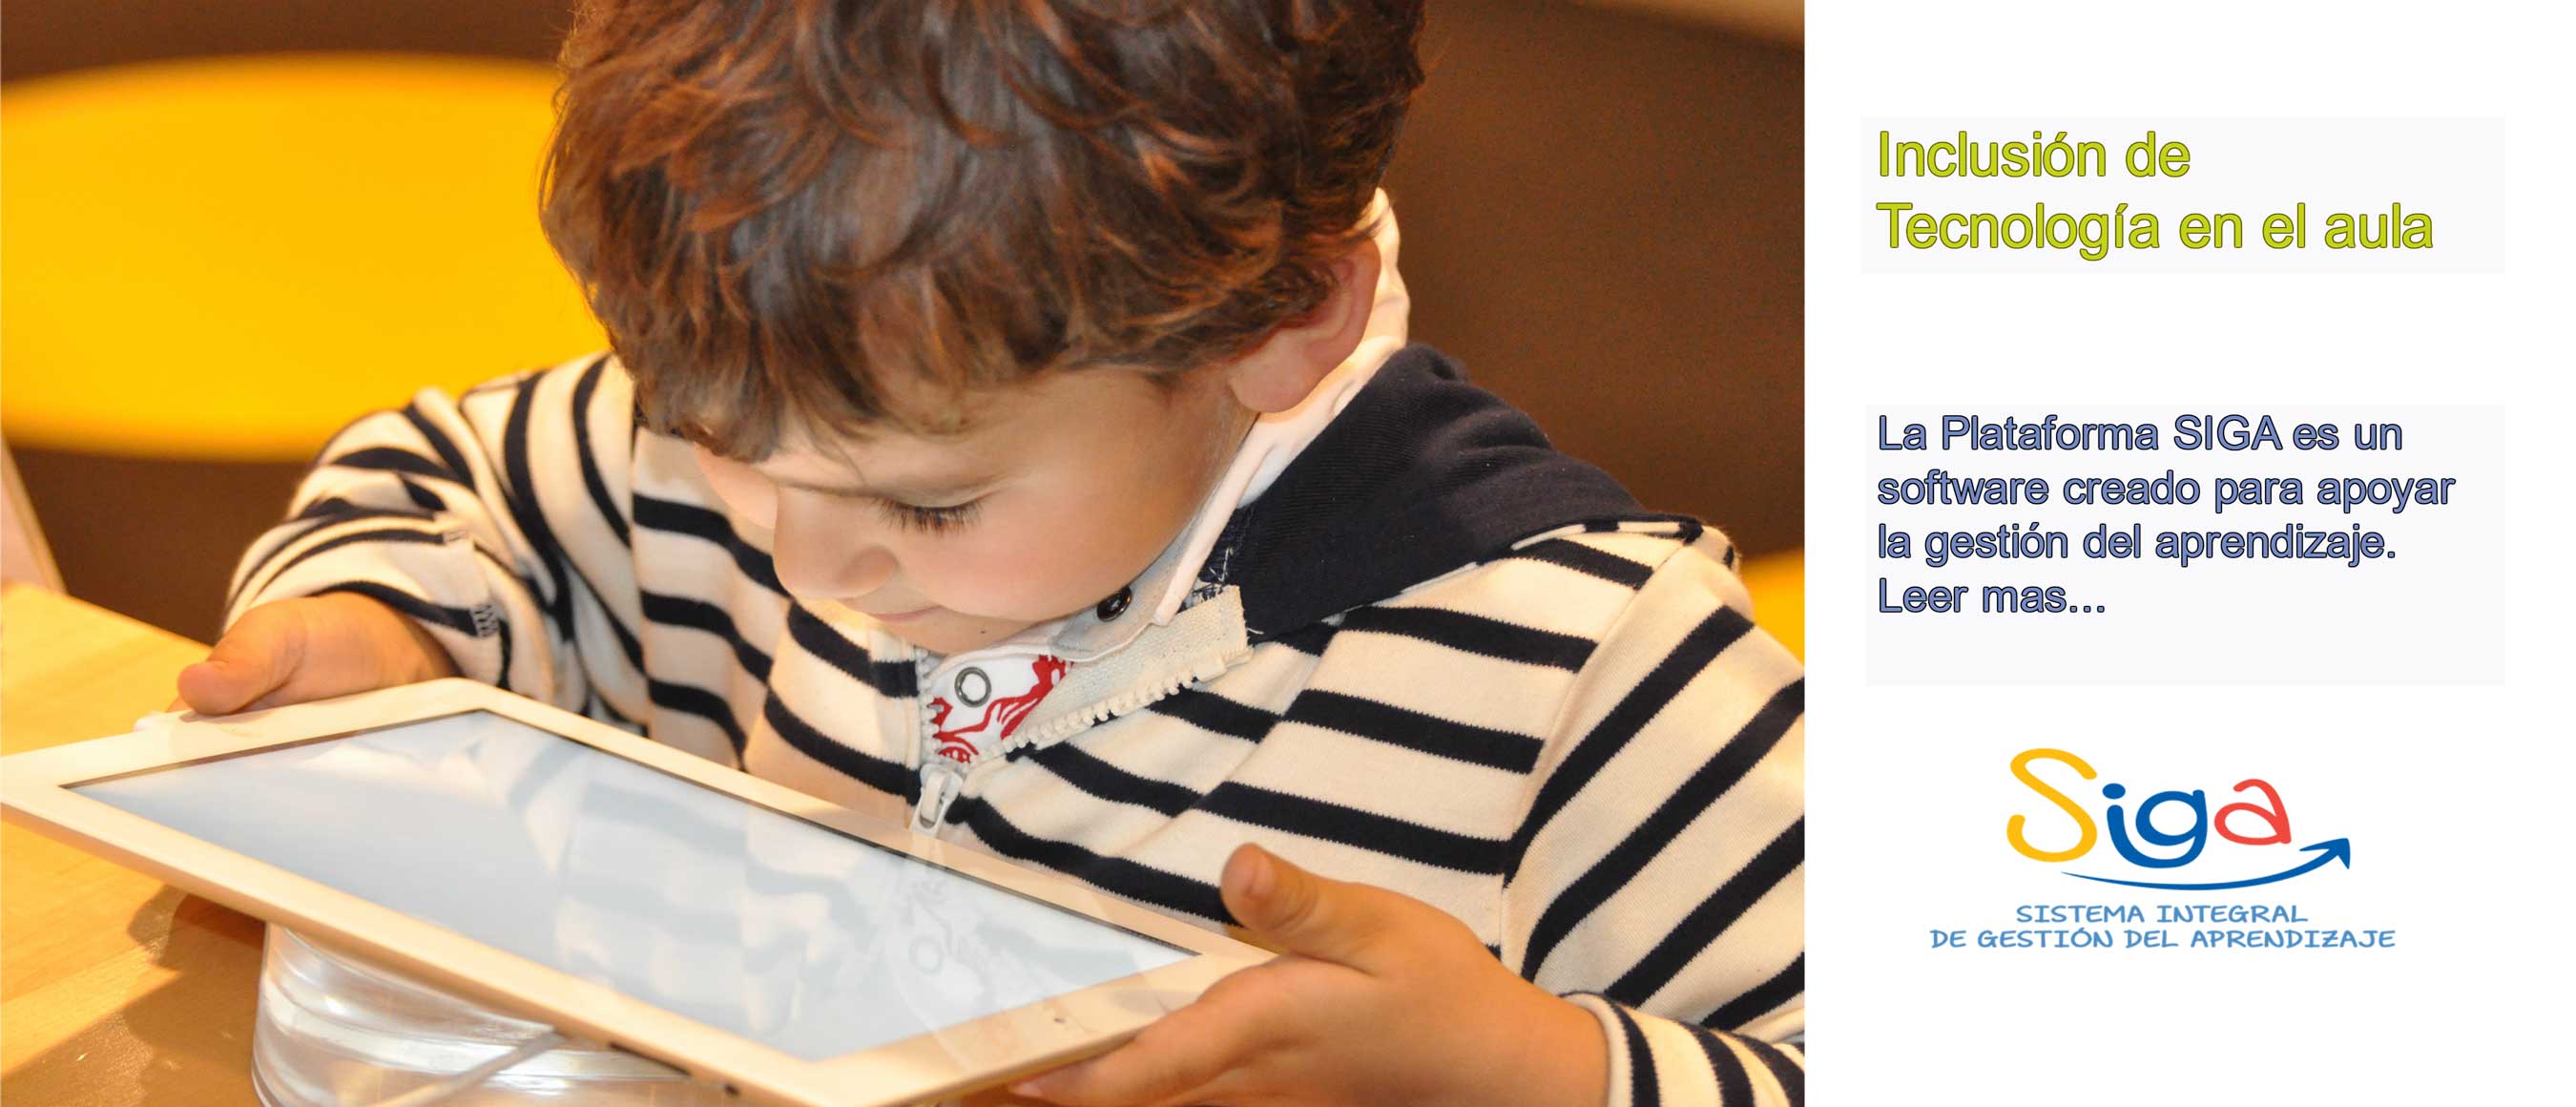 Inclusión de
Tecnología en el aula
La Plataforma SIGA es un
software creado para apoyar
la gestión del aprendizaje.
Leer mas...
Siga
SISTEMA INTEGRAL
DE GESTIÓN DEL APRENDIZAJE